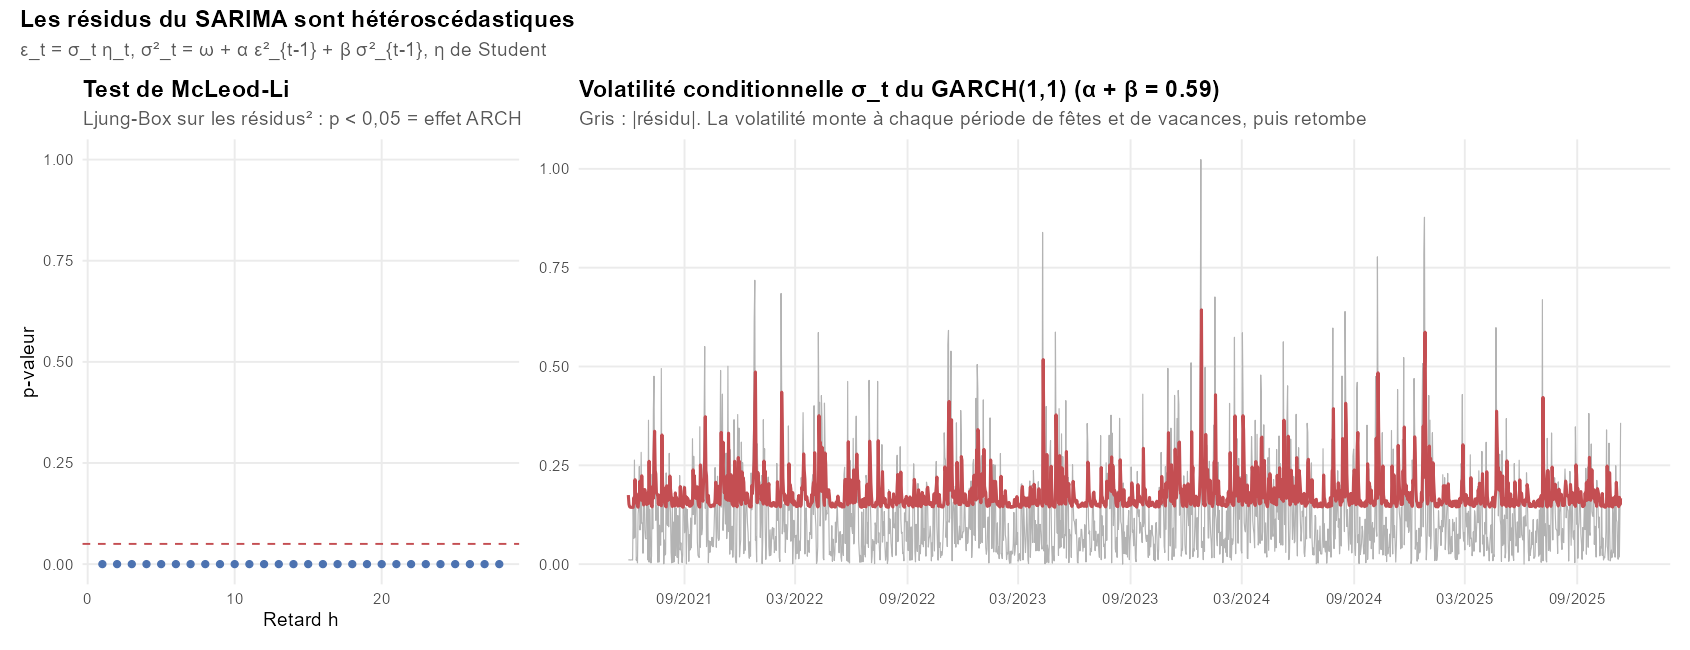 Les résidus du SARIMA sont hétéroscédastiques
ε_t = σ_t η_t, σ²_t = ω + α ε²_{t-1} + β σ²_{t-1}, η de Student
Test de McLeod-Li
Ljung-Box sur les résidus² : p < 0,05 = effet ARCH
p-valeur
1.00
0.75
0.50
0.25
0.00
0
10
20
Retard h
Volatilité conditionnelle σ_t du GARCH(1,1) (α + β = 0.59)
Gris : |résidu|. La volatilité monte à chaque période de fêtes et de vacances, puis retombe
1.00
0.75
0.50
0.25
0.00
09/2021
03/2022
09/2022
03/2023
09/2023
03/2024
09/2024
03/2025
09/2025